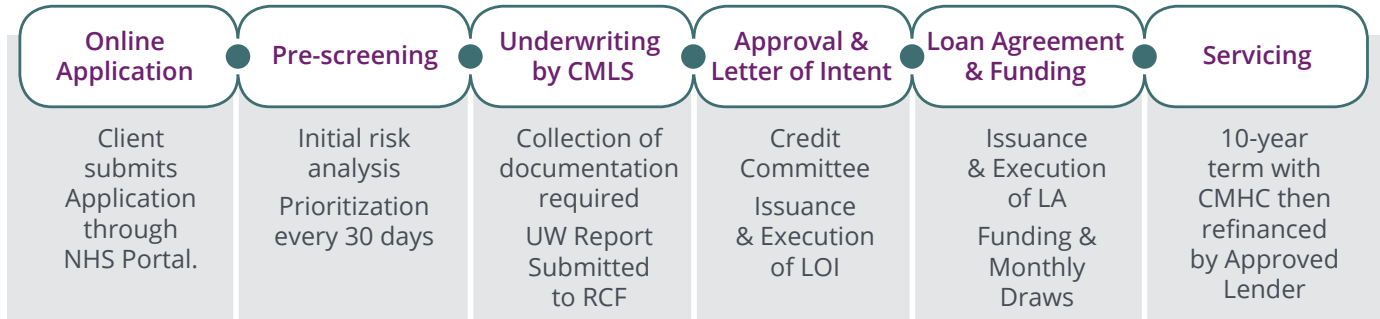 Online
Application
Pre-screening
Underwriting
by CMLS
Approval &
Letter of Intent
Loan Agreement
& Funding
Servicing
Client
submits
Application
through
NHS Portal.
Initial risk
analysis
Prioritization
every 30 days
Collection of
documentation
required
UW Report
Submitted
to RCF
Credit
Committee
Issuance
& Execution
of LOI
Issuance
& Execution
of LA
Funding &
Monthly
Draws
10-year
term with
CMHC then
refinanced
by Approved
Lender